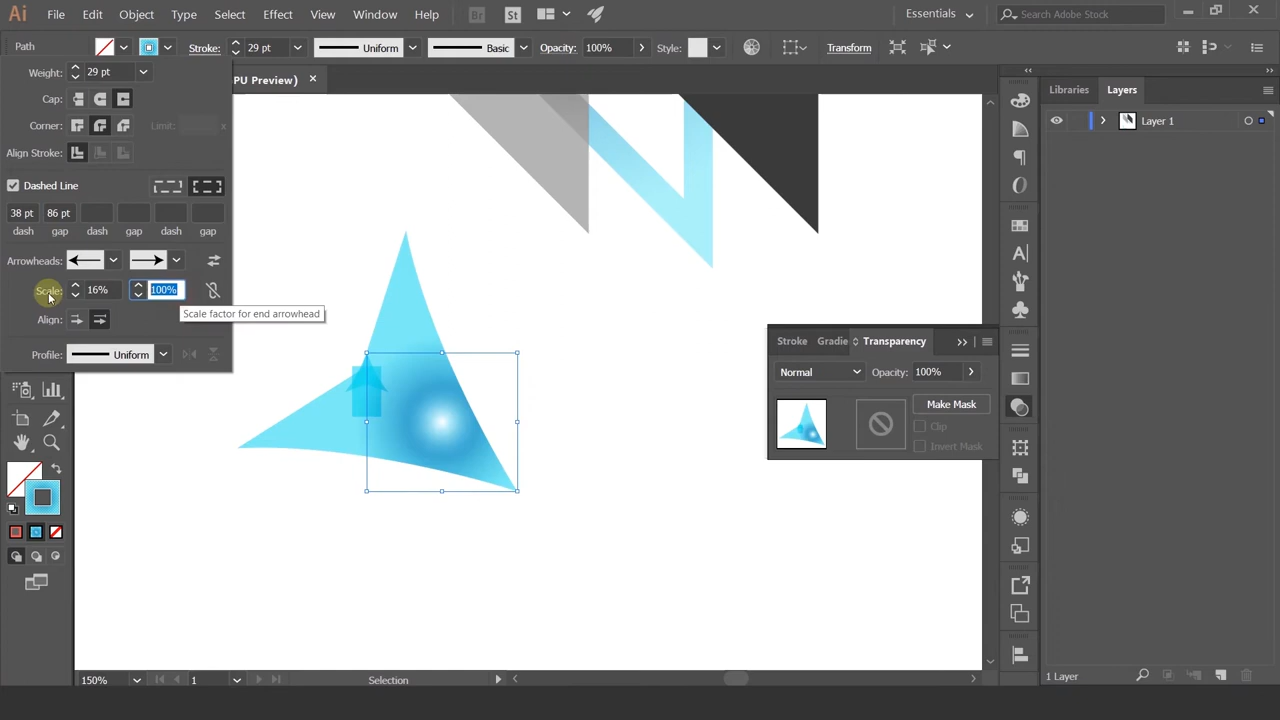 Ai File Edit Object Type Select Effect View Window Help Br St Essentials Search Adobe Stock
Path Stroke: 29 pt Uniform Basic Opacity: 100% Style: Transform
PU Preview) ×
Weight: 29 pt
Cap:
Corner: Limit: x
Align Stroke:
Dashed Line
38 pt 86 pt
dash gap dash gap dash gap
Arrowheads:
Scale: 16% 100%
Scale factor for end arrowhead
Align:
Profile: Uniform
Libraries Layers
Layer 1
Stroke Gradie Transparency
Normal Opacity: 100%
Make Mask
Clip
Invert Mask
150% 1 Selection
1 Layer